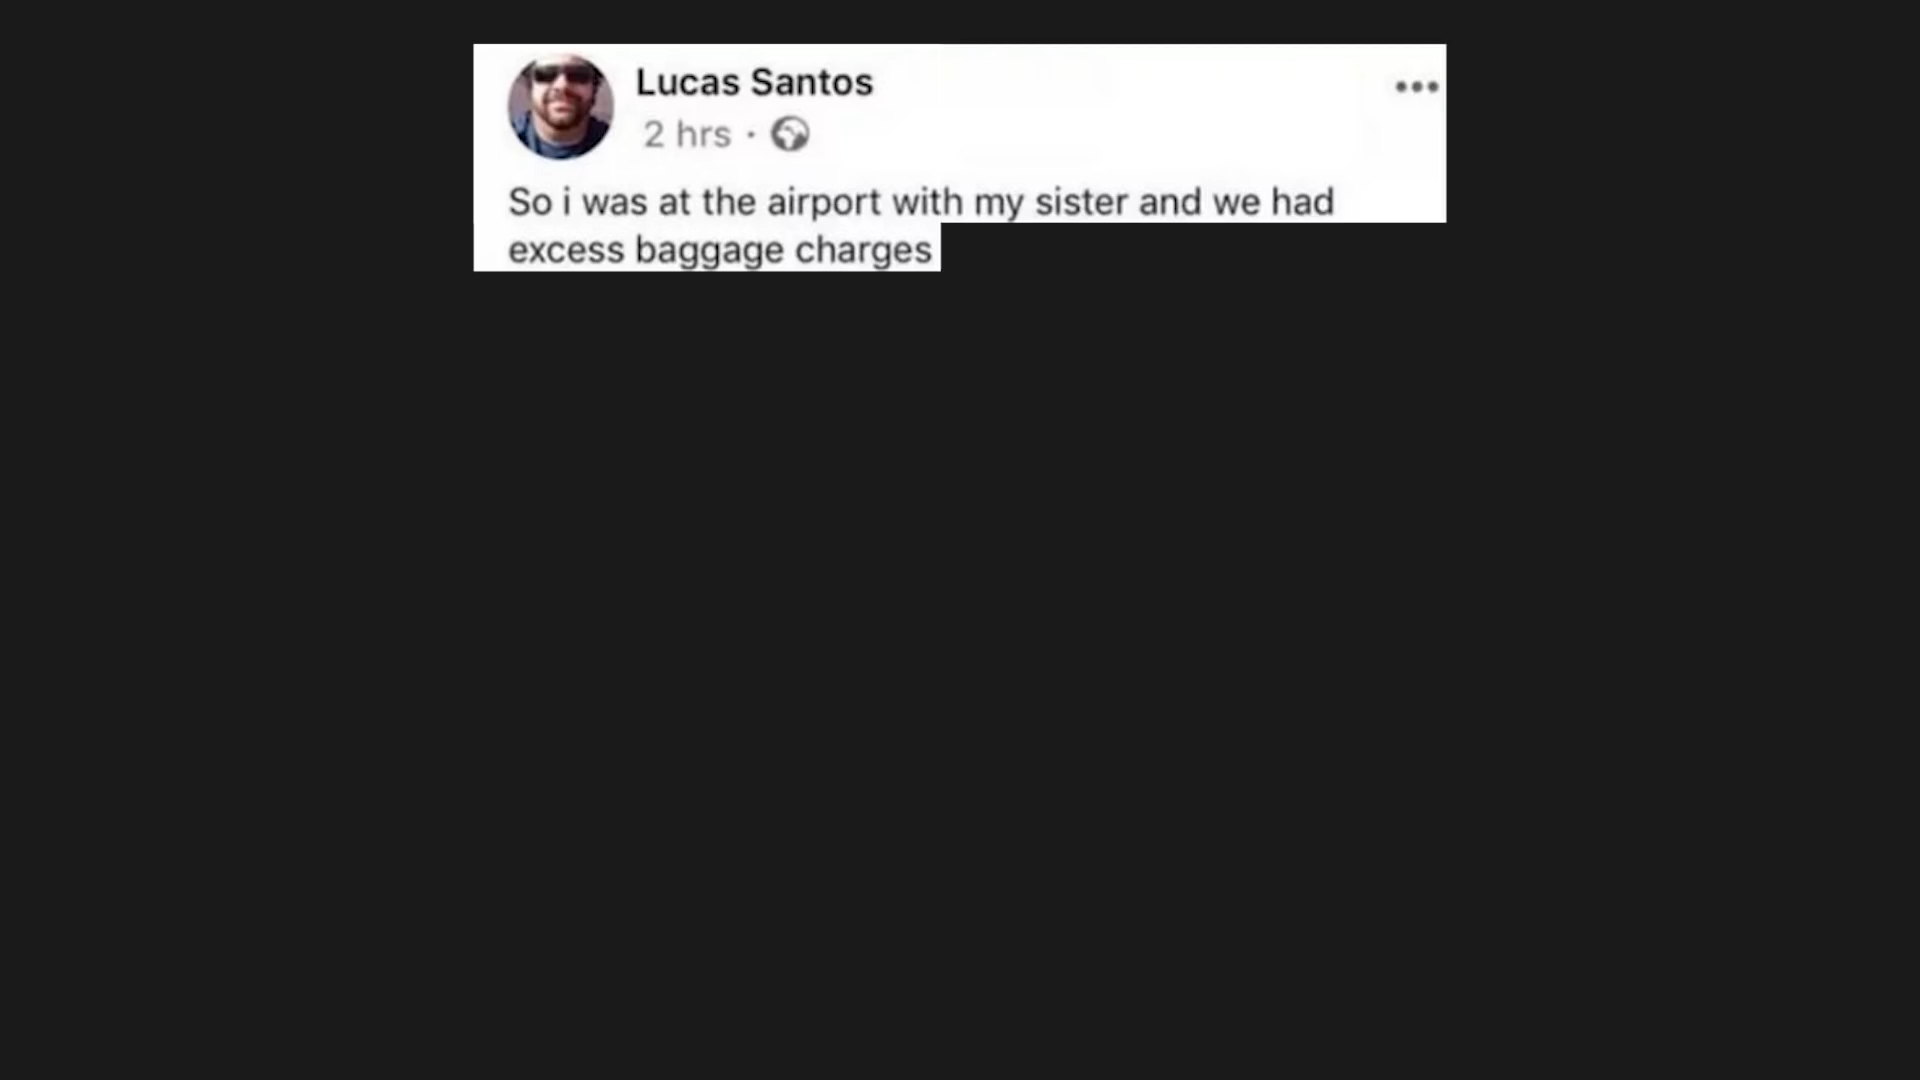 Lucas Santos
2 hrs ·
So i was at the airport with my sister and we had
excess baggage charges